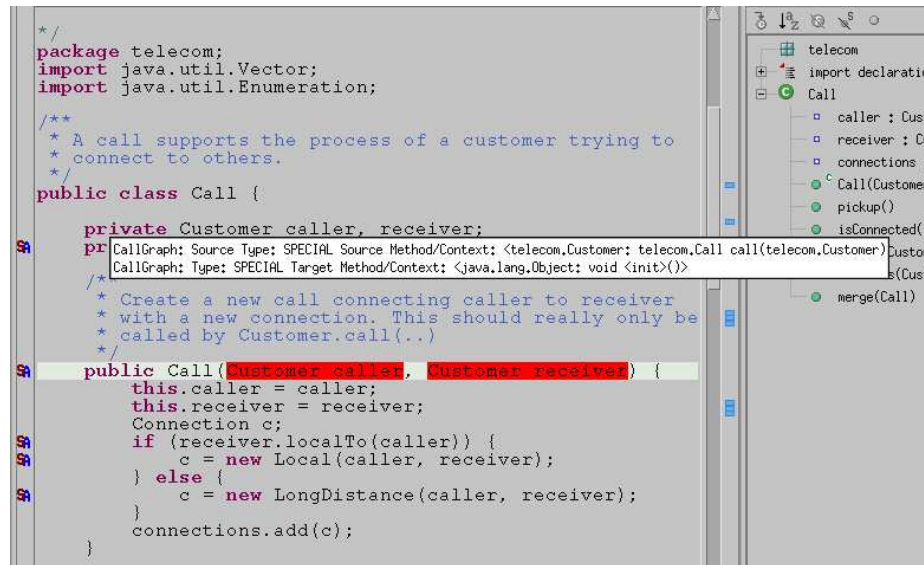 */
package telecom;
import java.util.Vector;
import java.util.Enumeration;
/**
* A call supports the process of a customer trying to
* connect to others.
*/
public class Call {
private Customer caller, receiver;
pr
CallGraph: Source Type: SPECIAL Source Method/Context: <telecom.Customer: telecom.Call call(telecom.Customer)
CallGraph: Type: SPECIAL Target Method/Context: <java.lang.Object: void <init>()>
/**
* Create a new call connecting caller to receiver
* with a new connection. This should really only be
* called by Customer.call(..)
*/
public Call(Customer caller, Customer receiver) {
this.caller = caller;
this.receiver = receiver;
Connection c;
if (receiver.localTo(caller)) {
c = new Local(caller, receiver);
} else {
c = new LongDistance(caller, receiver);
}
connections.add(c);
}
SA
SA
SA
SA
SA
telecom
import declarati
Call
caller : Cus
receiver : C
connections
Call(Custome
pickup()
isConnected(
Custo
s(Cus
merge(Call)